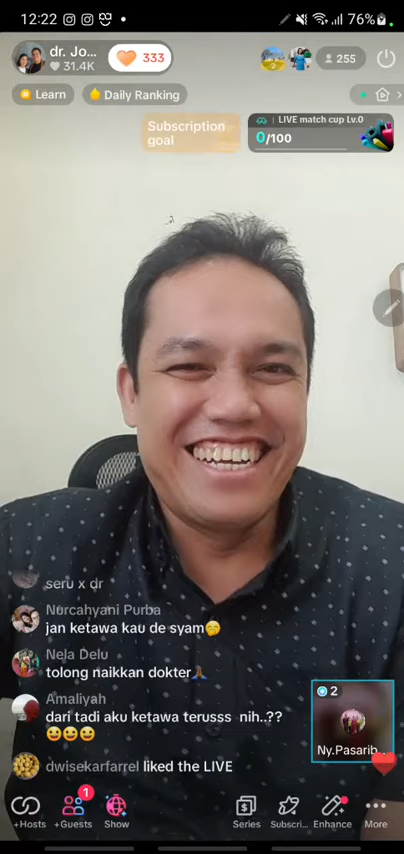 12:22
76%
dr. Jo...
31.4K
333
2
255
Learn
Daily Ranking
Subscription
goal
LIVE match cup Lv.0
0/100
seru x dr
Nurcahyani Purba
jan ketawa kau de syam🤭
Nela Delu
tolong naikkan dokter🙏🏾
Amaliyah
dari tadi aku ketawa terusss nih..??
😄😄😄
dwisekarfarrel liked the LIVE
2
Ny.Pasarib...
1
+Hosts
+Guests
Show
Series
Subscri...
Enhance
More